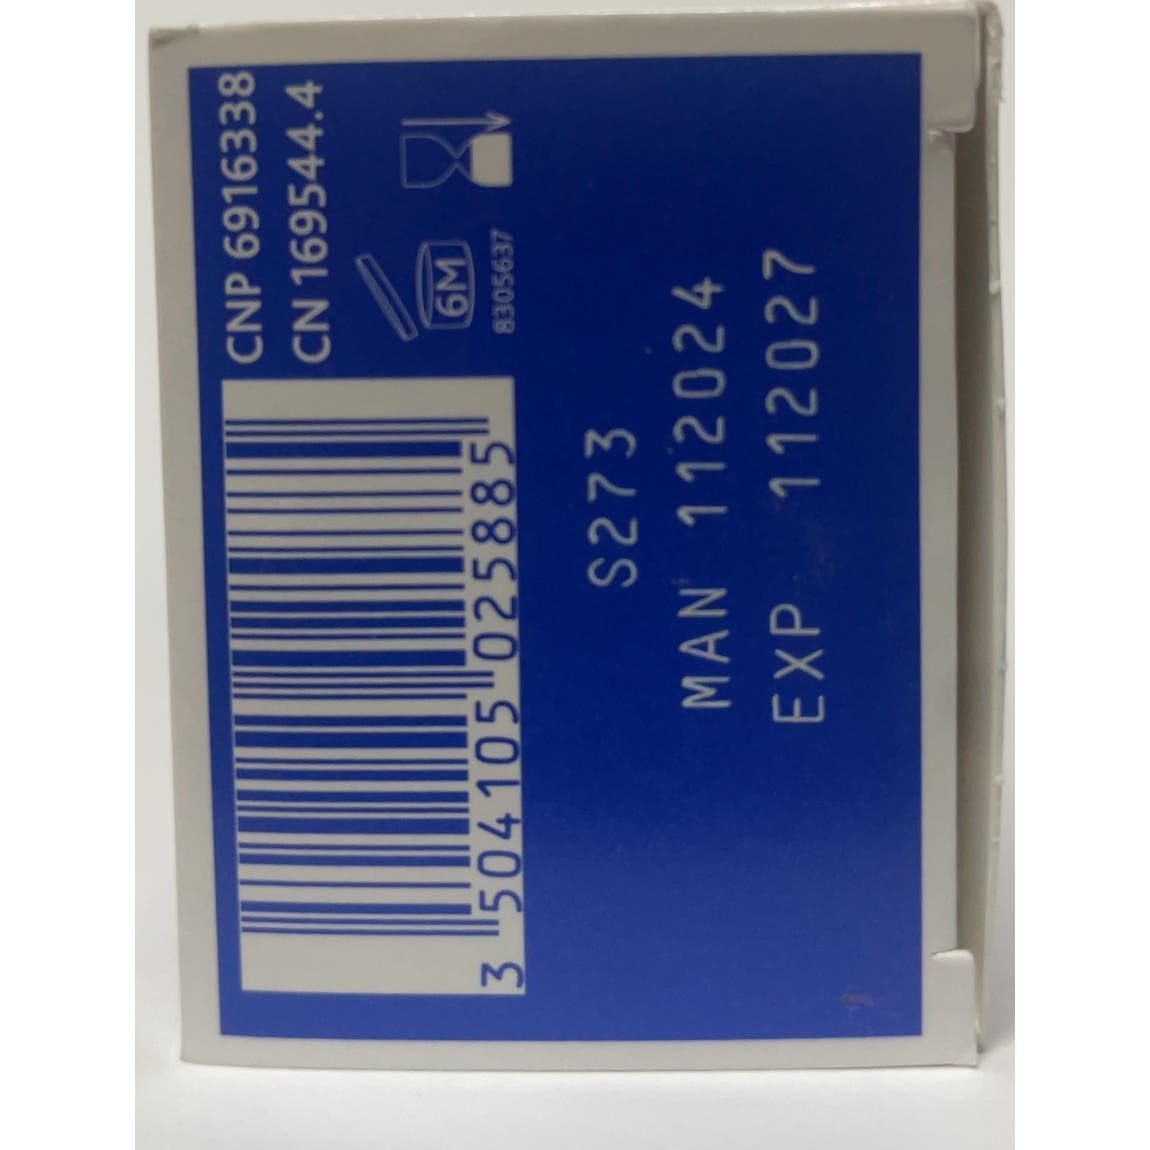 CNP 6916338
CN 169544.4
6M
8305637
3 504105 025885
S273
MAN 112024
EXP 112027